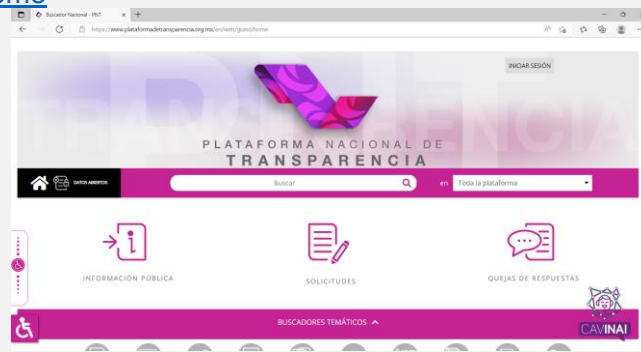 ome
Buscador Nacional - PNT
https://www.plataformadetransparencia.org.mx/en/web/guest/home
INICIAR SESIÓN
PLATAFORMA NACIONAL DE
TRANSPARENCIA
DATOS ABIERTOS
Buscar
en
Toda la plataforma
INFORMACIÓN PÚBLICA
SOLICITUDES
QUEJAS DE RESPUESTAS
BUSCADORES TEMÁTICOS
CAVINAI